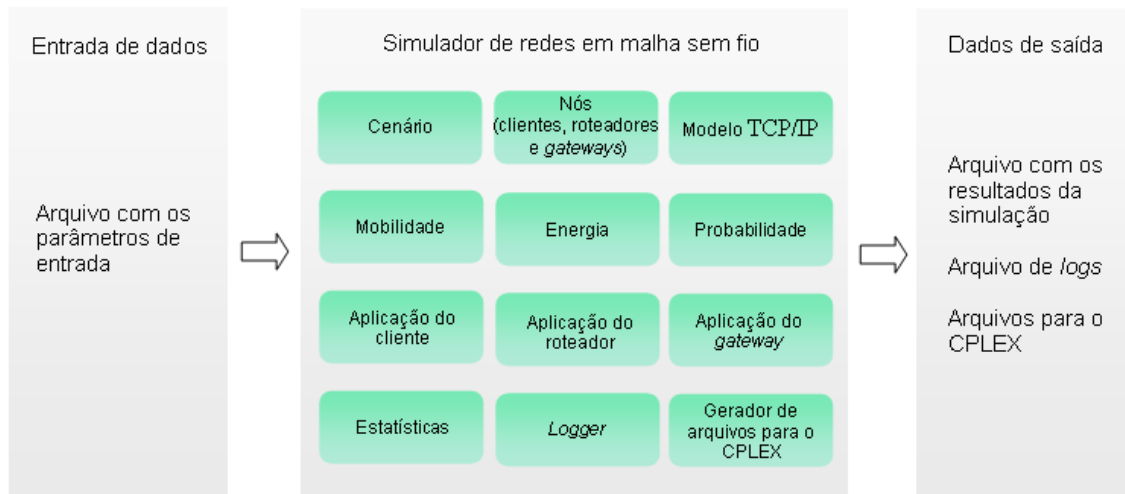 Entrada de dados
Arquivo com os
parâmetros de
entrada
Simulador de redes em malha sem fio
Cenário
Nós
(clientes, roteadores
e gateways)
Modelo TCP/IP
Mobilidade
Energia
Probabilidade
Aplicação do
cliente
Aplicação do
roteador
Aplicação do
gateway
Estatísticas
Logger
Gerador de
arquivos para o
CPLEX
Dados de saída
Arquivo com os
resultados da
simulação
Arquivo de logs
Arquivos para o
CPLEX